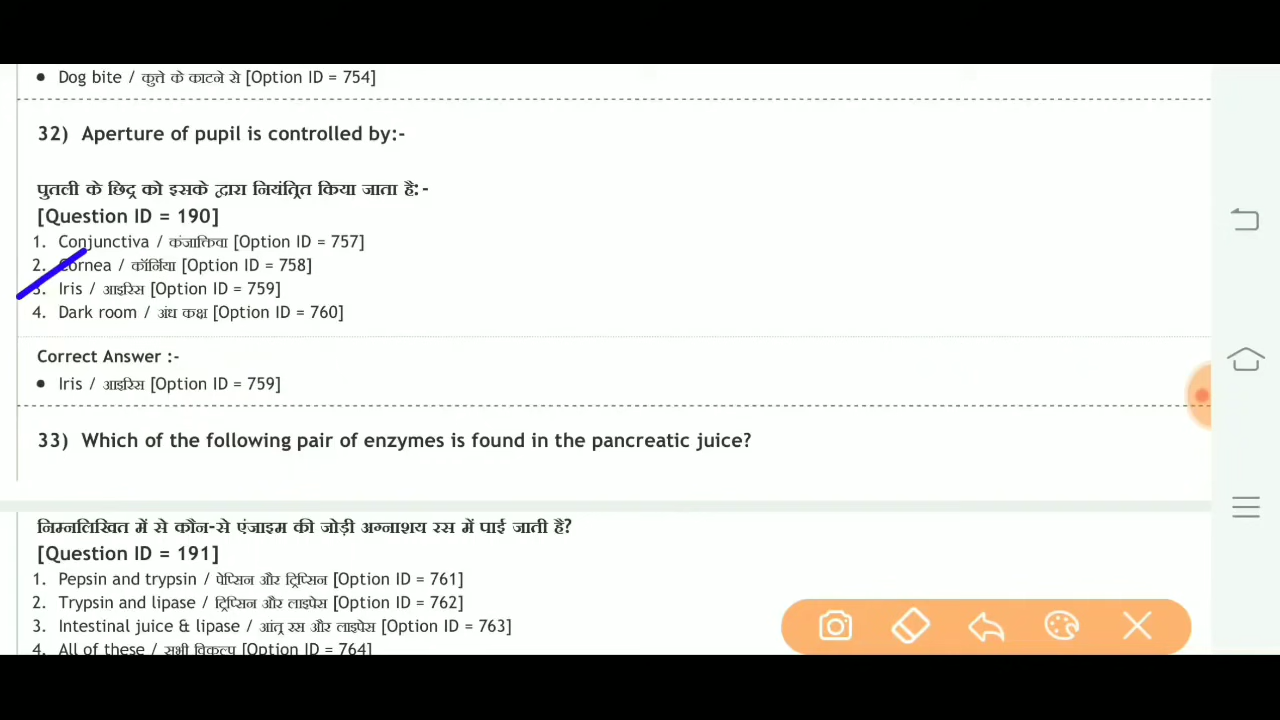 • Dog bite / कुत्ते के काटने से [Option ID = 754]
32) Aperture of pupil is controlled by:-
पुतली के छिद्र को इसके द्वारा नियंत्रित किया जाता है:-
[Question ID = 190]
1. Conjunctiva / कंजाक्तिवा [Option ID = 757]
2. Cornea / कॉर्निया [Option ID = 758]
3. Iris / आइरिस [Option ID = 759]
4. Dark room / अंध कक्ष [Option ID = 760]
Correct Answer :-
• Iris / आइरिस [Option ID = 759]
33) Which of the following pair of enzymes is found in the pancreatic juice?
निम्नलिखित में से कौन-से एंजाइम की जोड़ी अग्नाशय रस में पाई जाती है?
[Question ID = 191]
1. Pepsin and trypsin / पेप्सिन और ट्रिप्सिन [Option ID = 761]
2. Trypsin and lipase / ट्रिप्सिन और लाइपेस [Option ID = 762]
3. Intestinal juice & lipase / आंत्र रस और लाइपेस [Option ID = 763]
4. All of these / सभी विकल्प [Option ID = 764]